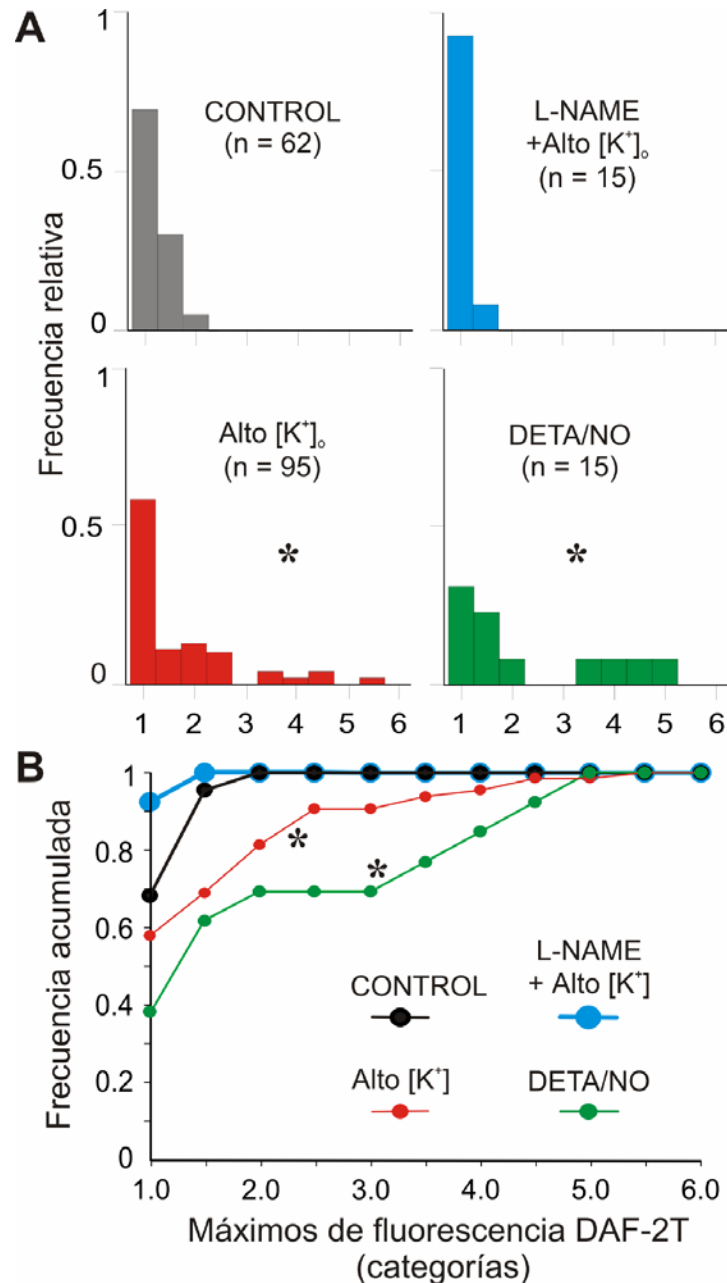 A
Frecuencia relativa
1
0.5
0
CONTROL
(n = 62)
L-NAME
+Alto [K⁺]ₒ
(n = 15)
1
0.5
0
Alto [K⁺]ₒ
(n = 95)
*
DETA/NO
(n = 15)
*
1 2 3 4 5 6
1 2 3 4 5 6
B
Frecuencia acumulada
1
0.8
0.6
0.4
0.2
0
*
*
CONTROL
L-NAME
+ Alto [K⁺]
Alto [K⁺]
DETA/NO
1.0 2.0 3.0 4.0 5.0 6.0
Máximos de fluorescencia DAF-2T
(categorías)